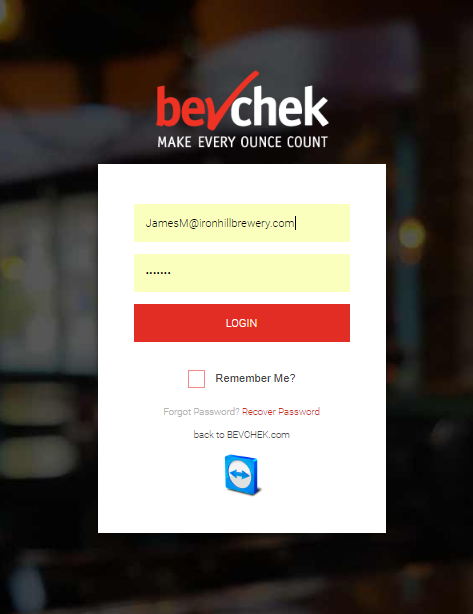 bevchek
MAKE EVERY OUNCE COUNT
JamesM@ironhillbrewery.com
•••••••
LOGIN
Remember Me?
Forgot Password? Recover Password
back to BEVCHEK.com